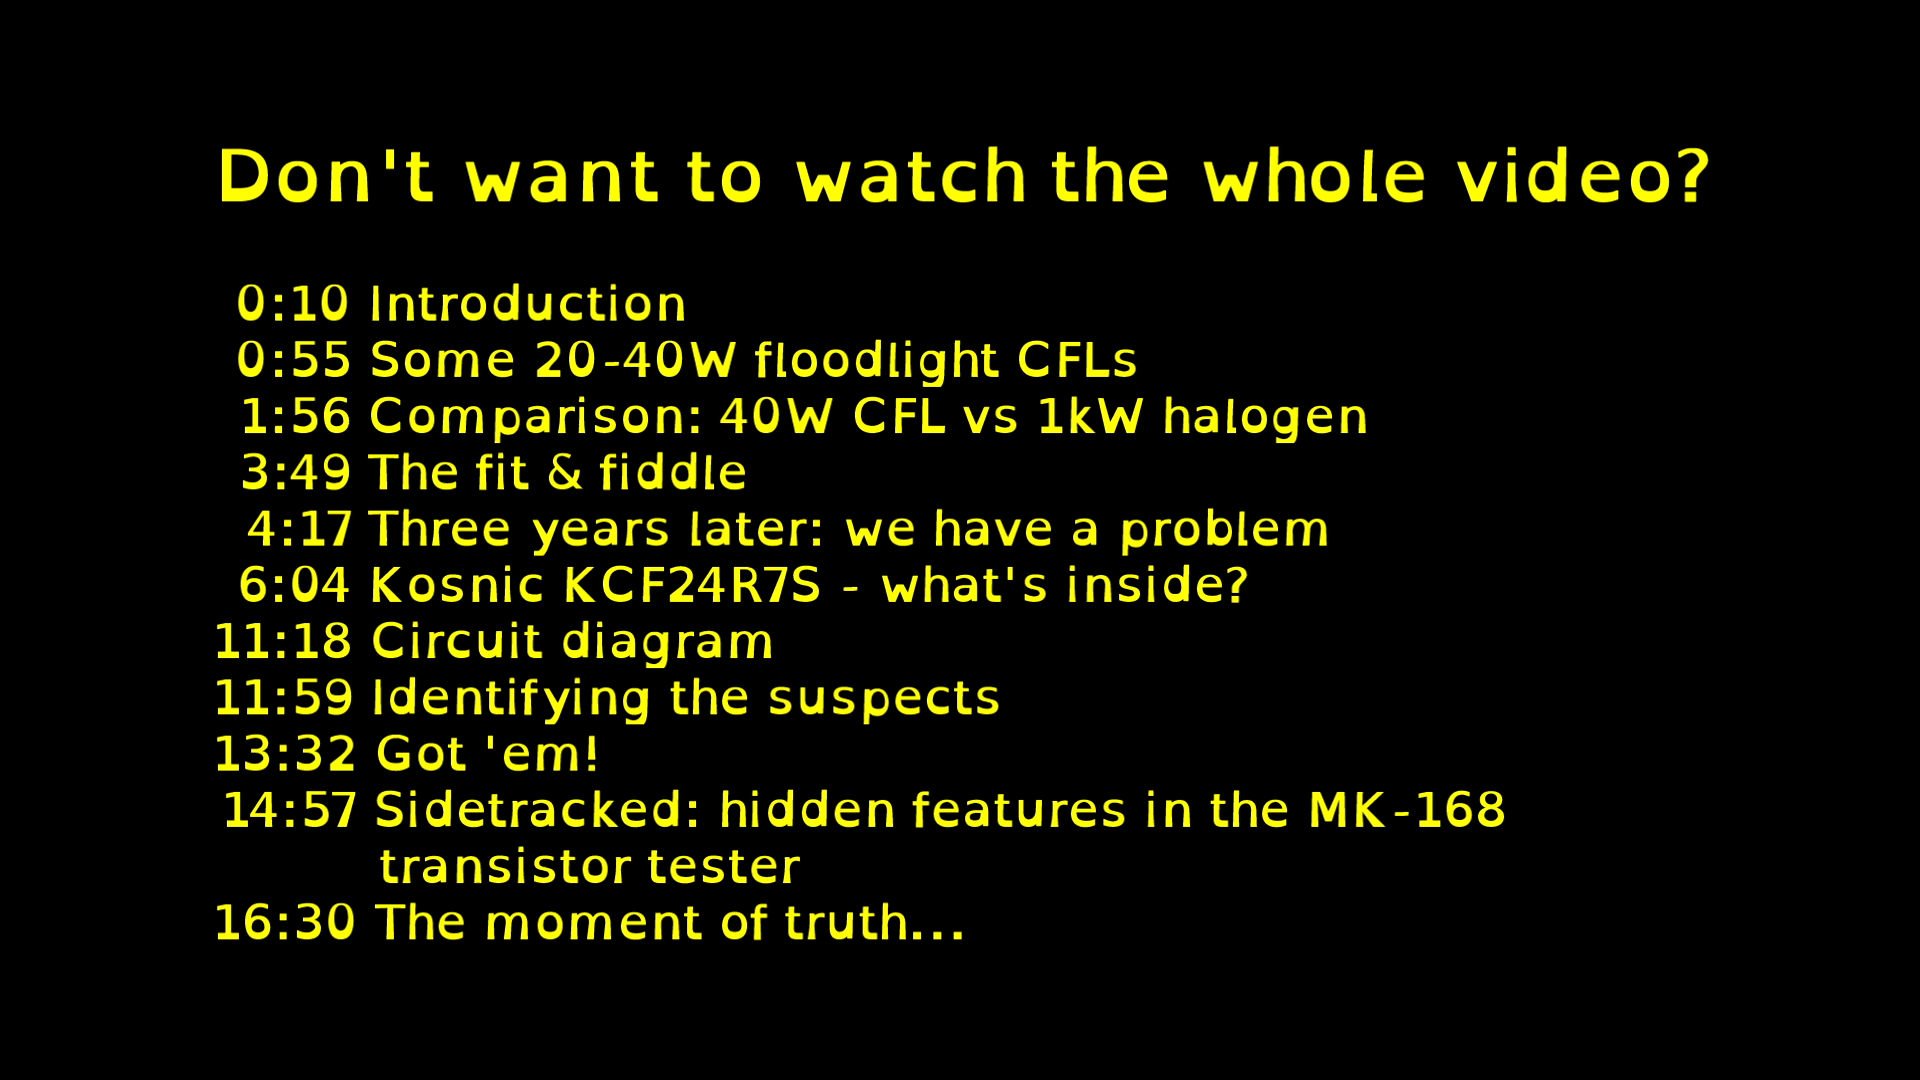 Don't want to watch the whole video?
0:10 Introduction
0:55 Some 20-40W floodlight CFLs
1:56 Comparison: 40W CFL vs 1kW halogen
3:49 The fit & fiddle
4:17 Three years later: we have a problem
6:04 Kosnic KCF24R7S - what's inside?
11:18 Circuit diagram
11:59 Identifying the suspects
13:32 Got 'em!
14:57 Sidetracked: hidden features in the MK-168
transistor tester
16:30 The moment of truth...